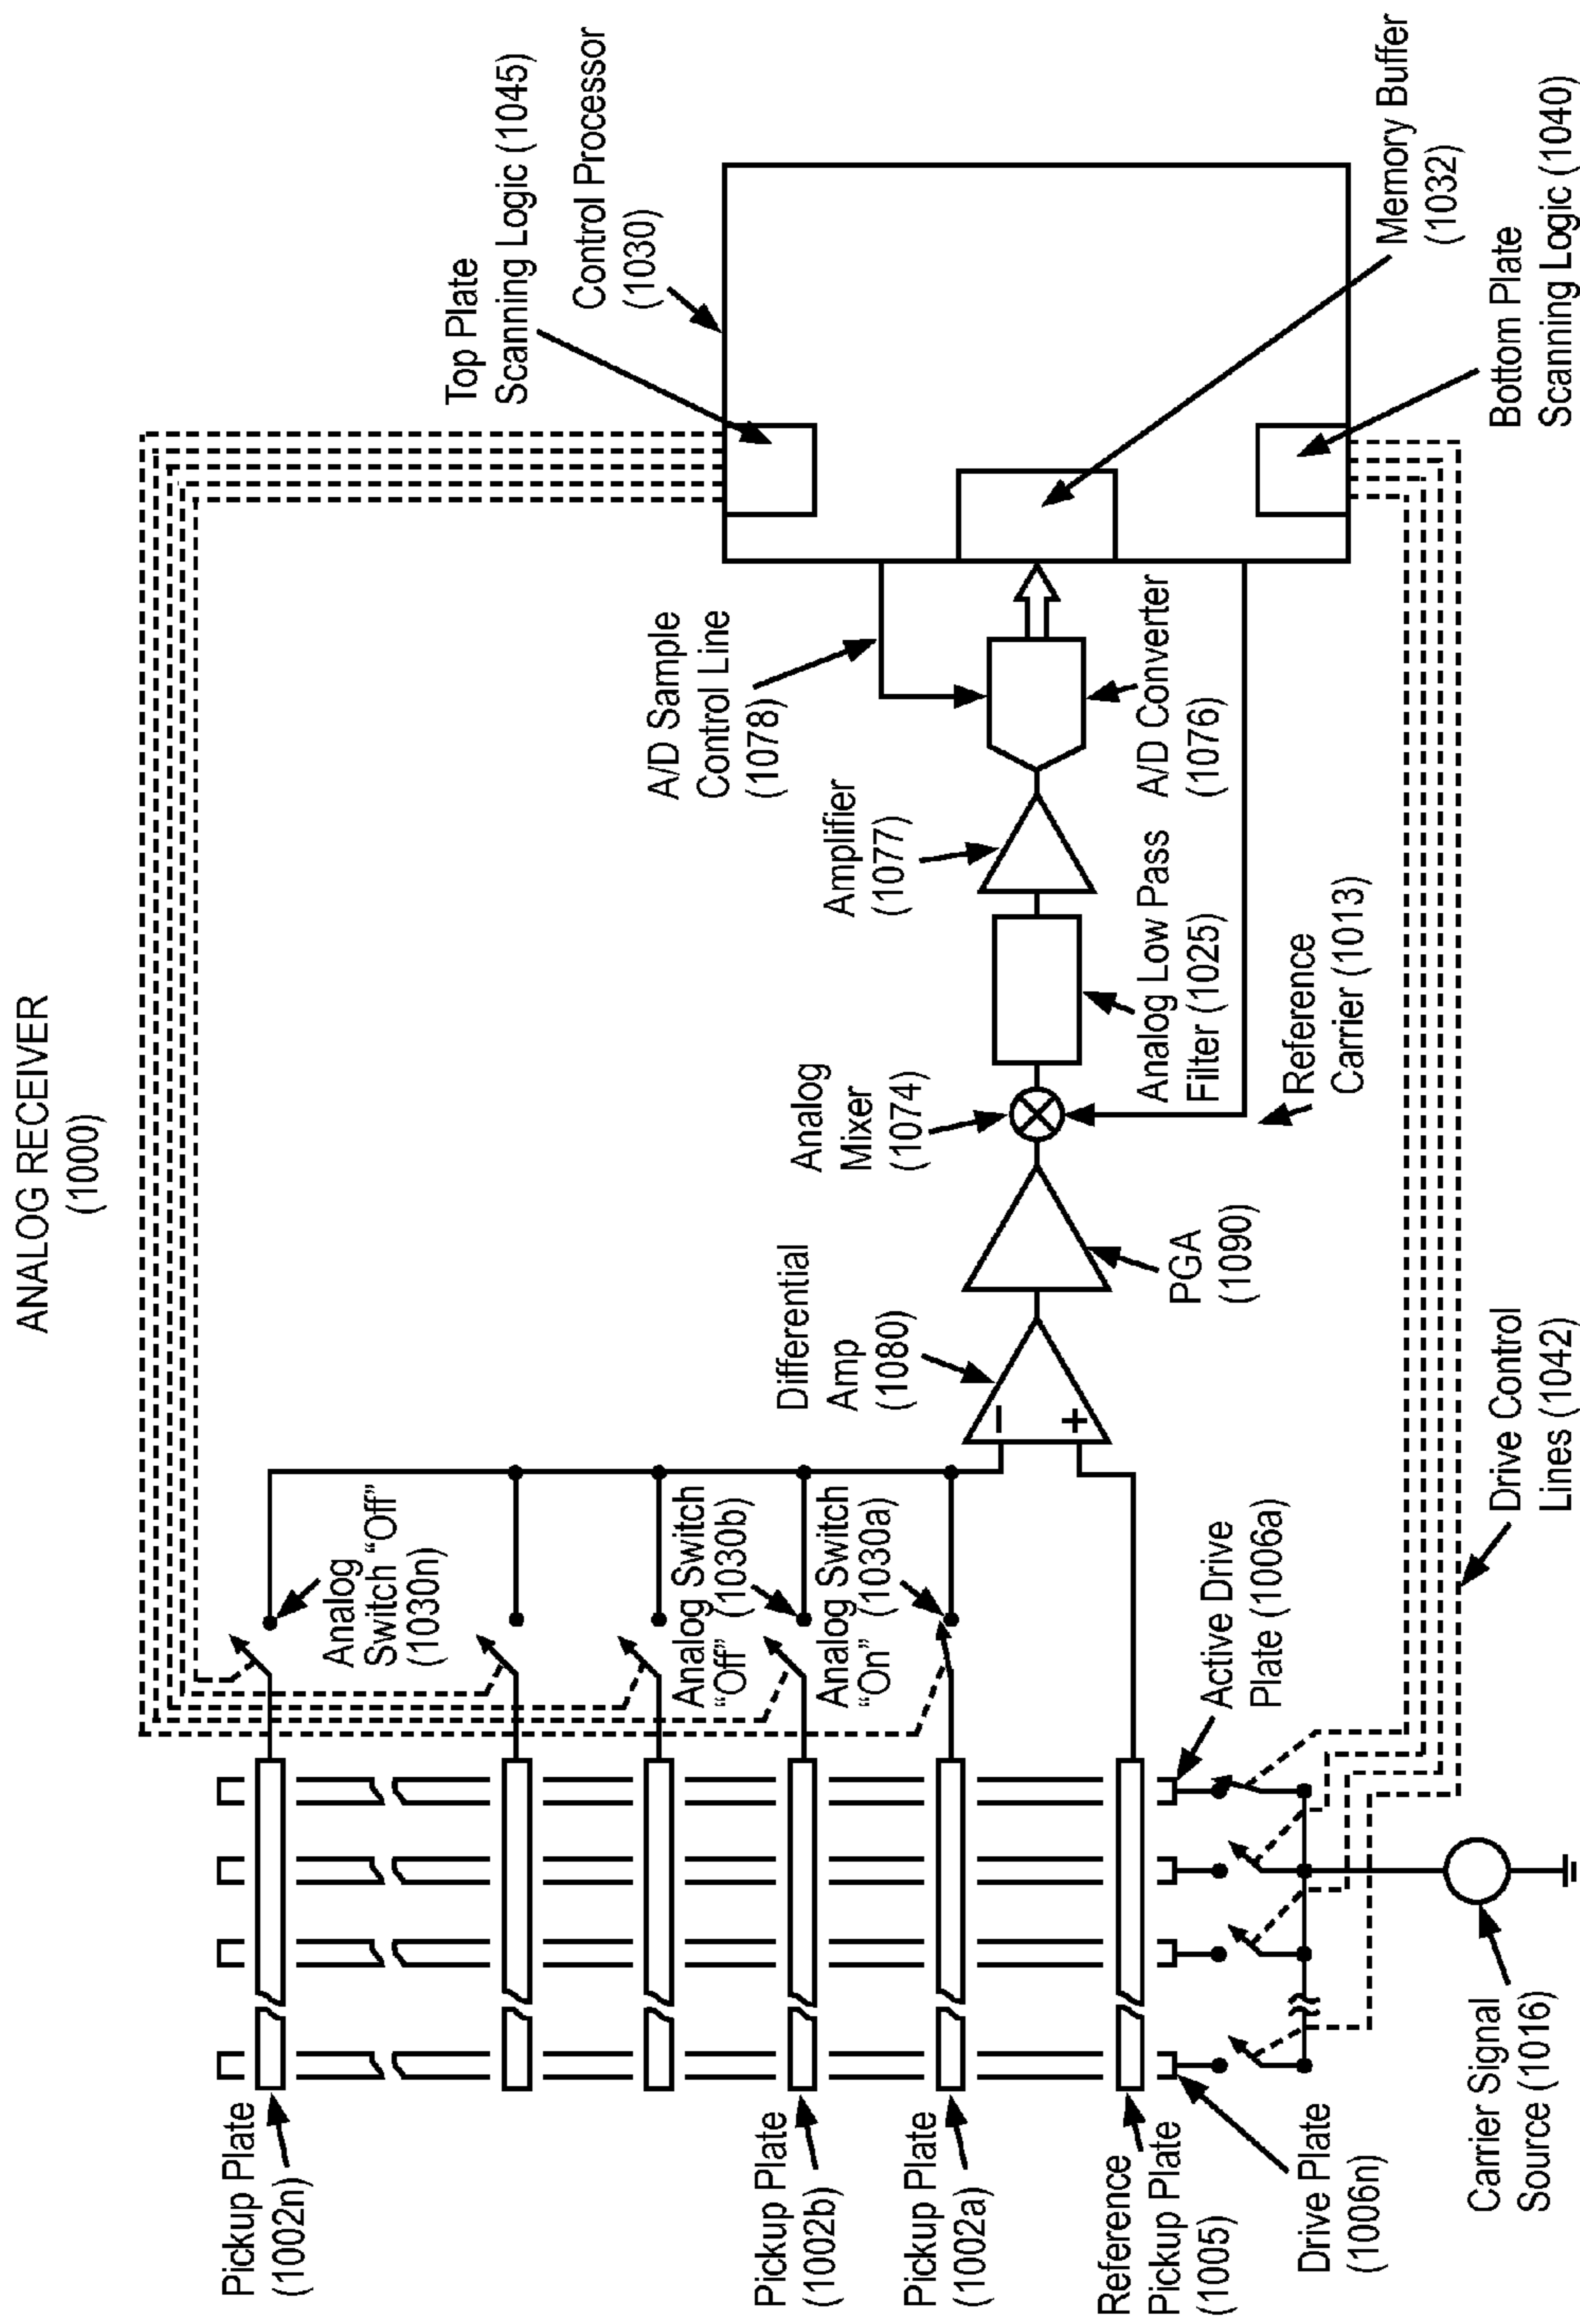 ANALOG RECEIVER
(1000)
Top Plate
Scanning Logic (1045)
Control Processor
(1030)
Memory Buffer
(1032)
Bottom Plate
Scanning Logic (1040)
A/D Sample
Control Line
(1078)
A/D Converter
(1076)
Amplifier
(1077)
Analog Low Pass
Filter (1025)
Reference
Carrier (1013)
Analog
Mixer
(1074)
PGA
(1090)
Differential
Amp
(1080)
−
+
Analog
Switch "Off"
(1030n)
Analog Switch
"Off" (1030b)
Analog Switch
"On" (1030a)
Active Drive
Plate (1006a)
Drive Control
Lines (1042)
Pickup Plate
(1002n)
Pickup Plate
(1002b)
Pickup Plate
(1002a)
Reference
Pickup Plate
(1005)
Drive Plate
(1006n)
Carrier Signal
Source (1016)